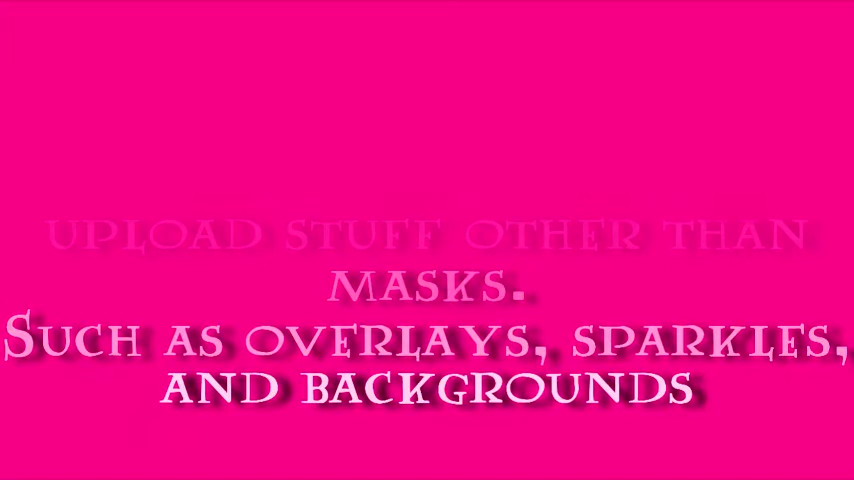 upload stuff other than
masks.
Such as overlays, sparkles,
and backgrounds